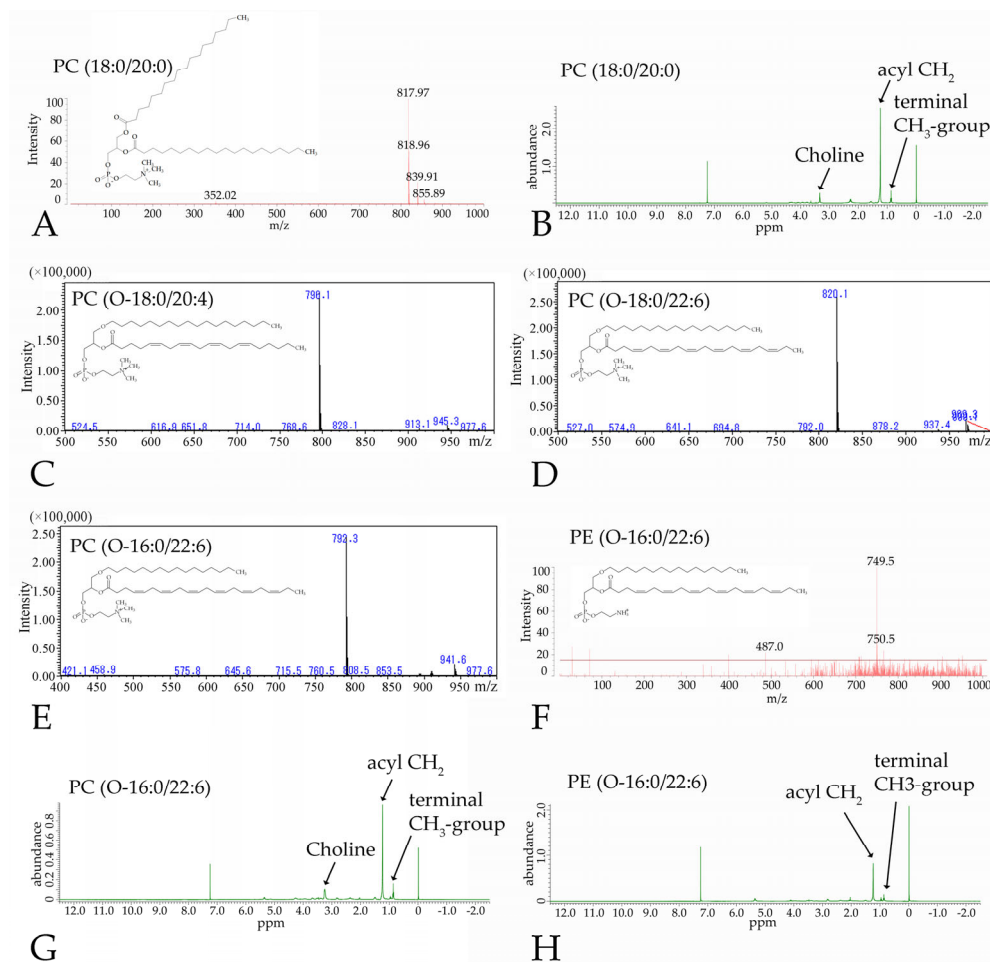 PC (18:0/20:0)
Intensity
100
80
60
40
20
0
817.97
818.96
839.91
855.89
352.02
100 200 300 400 500 600 700 800 900 1000
m/z
A
PC (18:0/20:0)
acyl CH2
terminal
CH3-group
Choline
abundance
2.0
1.0
12.0 11.0 10.0 9.0 8.0 7.0 6.0 5.0 4.0 3.0 2.0 1.0 0 -1.0 -2.0
ppm
B
(×100,000)
PC (O-18:0/20:4)
796.1
Intensity
2.00
1.50
1.00
0.50
0.00
524.5 616.9 651.8 714.0 768.6 828.1 913.1 945.3 977.6
500 550 600 650 700 750 800 850 900 950 m/z
C
(×100,000)
PC (O-18:0/22:6)
820.1
Intensity
2.50
2.00
1.50
1.00
0.50
0.00
527.0 574.9 641.1 694.8 792.0 878.2 937.4
500 550 600 650 700 750 800 850 900 950 m/z
D
(×100,000)
PC (O-16:0/22:6)
792.3
Intensity
2.50
2.00
1.50
1.00
0.50
0.00
421.1 458.9 575.8 645.6 715.5 760.5 808.5 853.5 941.6 977.6
400 450 500 550 600 650 700 750 800 850 900 950 m/z
E
PE (O-16:0/22:6)
749.5
750.5
487.0
Intensity
100
80
60
40
20
0
100 200 300 400 500 600 700 800 900 1000
m/z
F
PC (O-16:0/22:6)
acyl CH2
terminal
CH3-group
Choline
abundance
0.8
0.6
0.4
0.2
0
12.0 11.0 10.0 9.0 8.0 7.0 6.0 5.0 4.0 3.0 2.0 1.0 0 -1.0 -2.0
ppm
G
PE (O-16:0/22:6)
acyl CH2
terminal
CH3-group
abundance
2.0
1.0
0
12.0 11.0 10.0 9.0 8.0 7.0 6.0 5.0 4.0 3.0 2.0 1.0 0 -1.0 -2.0
ppm
H